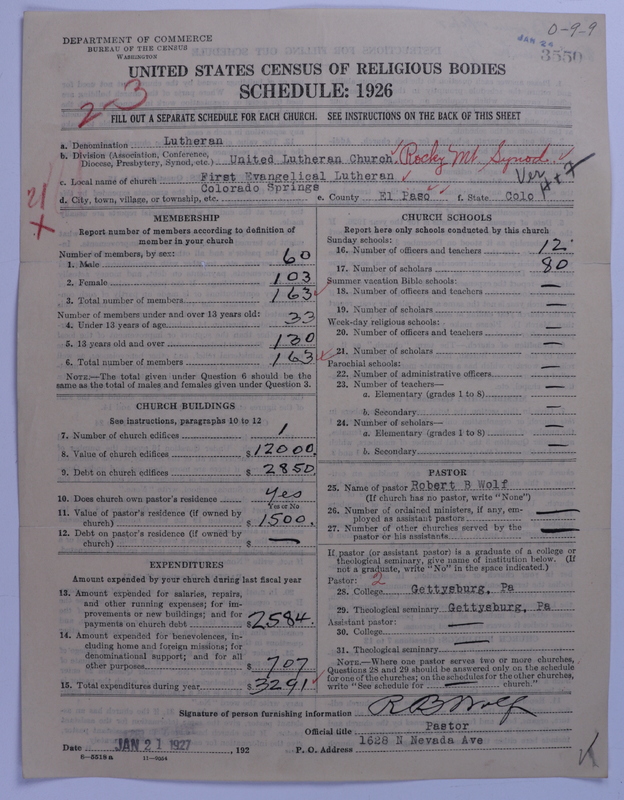 0-9-9
DEPARTMENT OF COMMERCE
BUREAU OF THE CENSUS
WASHINGTON
JAN 24
3550
UNITED STATES CENSUS OF RELIGIOUS BODIES
SCHEDULE: 1926
2-3
FILL OUT A SEPARATE SCHEDULE FOR EACH CHURCH. SEE INSTRUCTIONS ON THE BACK OF THIS SHEET
a. Denomination Lutheran
b. Division (Association, Conference, Diocese, Presbytery, Synod, etc.) United Lutheran Church Rocky Mt. Synod
c. Local name of church First Evangelical Lutheran
Ver
H+7
d. City, town, village, or township, etc. Colorado Springs e. County El Paso f. State Colo
21
X
MEMBERSHIP
Report number of members according to definition of
member in your church
Number of members, by sex:
1. Male 60
2. Female 103
3. Total number of members 163
Number of members under and over 13 years old:
4. Under 13 years of age 33
5. 13 years old and over 130
6. Total number of members 163
NOTE.—The total given under Question 6 should be the
same as the total of males and females given under Question 3.
CHURCH BUILDINGS
See instructions, paragraphs 10 to 12
7. Number of church edifices 1
8. Value of church edifices $12000.
9. Debt on church edifices $2850.
10. Does church own pastor's residence Yes
Yes or No
11. Value of pastor's residence (if owned by
church) $1500.
12. Debt on pastor's residence (if owned by
church) $ —
EXPENDITURES
Amount expended by your church during last fiscal year
13. Amount expended for salaries, repairs,
and other running expenses; for im-
provements or new buildings; and for
payments on church debt $2584.
14. Amount expended for benevolences, in-
cluding home and foreign missions; for
denominational support; and for all
other purposes $707
15. Total expenditures during year $3291
CHURCH SCHOOLS
Report here only schools conducted by this church
Sunday schools:
16. Number of officers and teachers 12.
17. Number of scholars 80
Summer vacation Bible schools:
18. Number of officers and teachers —
19. Number of scholars —
Week-day religious schools:
20. Number of officers and teachers —
21. Number of scholars —
Parochial schools:
22. Number of administrative officers —
23. Number of teachers—
a. Elementary (grades 1 to 8) —
b. Secondary —
24. Number of scholars—
a. Elementary (grades 1 to 8) —
b. Secondary —
PASTOR
25. Name of pastor Robert B Wolf
(If church has no pastor, write "None")
26. Number of ordained ministers, if any, em-
ployed as assistant pastors —
27. Number of other churches served by the
pastor or his assistants —
If pastor (or assistant pastor) is a graduate of a college or
theological seminary, give name of institution below. (If
not a graduate, write "No" in the space indicated.)
Pastor: 2
28. College Gettysburg, Pa
29. Theological seminary Gettysburg, Pa
Assistant pastor:
30. College —
31. Theological seminary —
NOTE.—Where one pastor serves two or more churches,
Questions 28 and 29 should be answered only on the schedule
for one of the churches; on the schedules for the other churches,
write "See schedule for — church."
Signature of person furnishing information R B Wolf
Official title Pastor
Date JAN 21 1927, 192 P. O. Address 1628 N Nevada Ave
8-5518a 11-9054